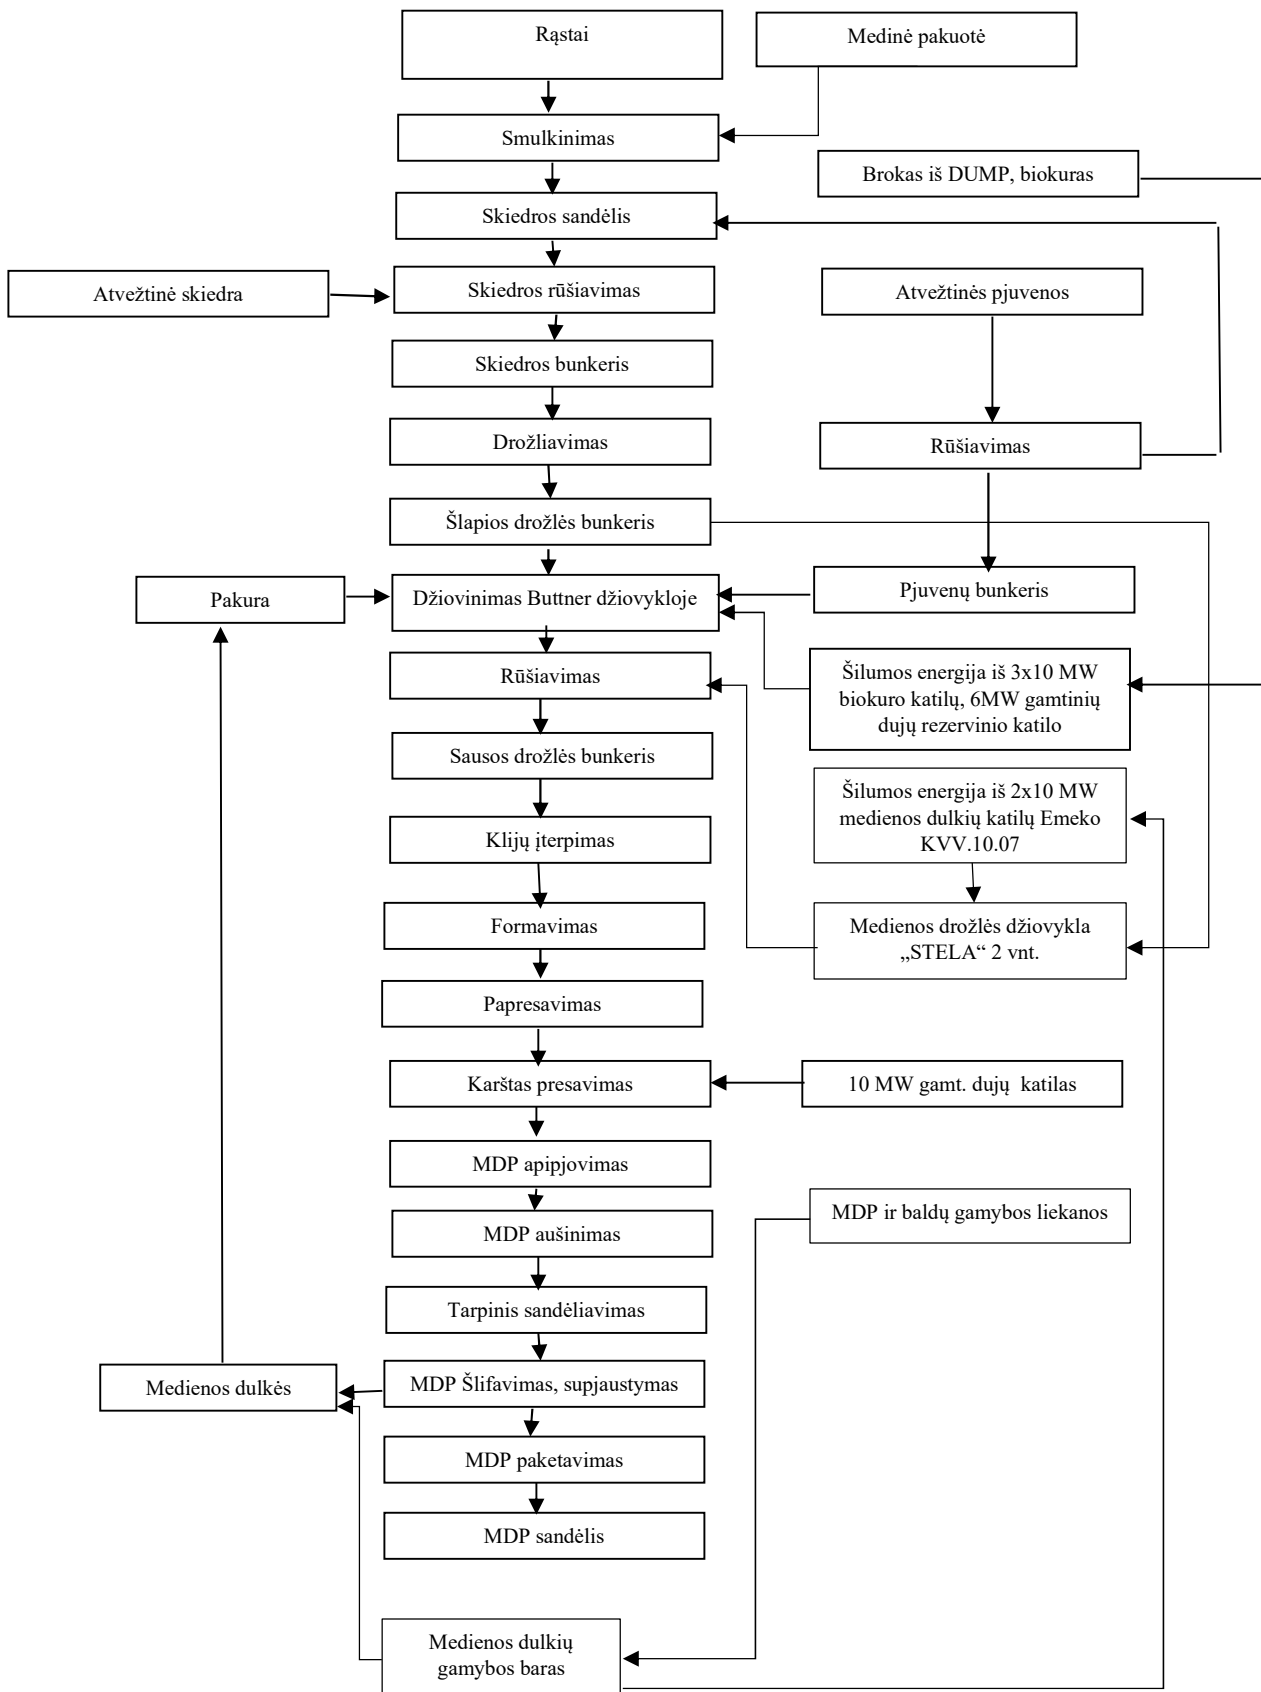 Rąstai
Medinė pakuotė
Smulkinimas
Brokas iš DUMP, biokuras
Skiedros sandėlis
Atvežtinė skiedra
Skiedros rūšiavimas
Atvežtinės pjuvenos
Skiedros bunkeris
Drožliavimas
Rūšiavimas
Šlapios drožlės bunkeris
Pakura
Džiovinimas Buttner džiovykloje
Pjuvenų bunkeris
Rūšiavimas
Šilumos energija iš 3x10 MW
biokuro katilų, 6MW gamtinių
dujų rezervinio katilo
Sausos drožlės bunkeris
Šilumos energija iš 2x10 MW
medienos dulkių katilų Emeko
KVV.10.07
Klijų įterpimas
Formavimas
Medienos drožlės džiovykla
„STELA“ 2 vnt.
Papresavimas
Karštas presavimas
10 MW gamt. dujų katilas
MDP apipjovimas
MDP ir baldų gamybos liekanos
MDP aušinimas
Tarpinis sandėliavimas
Medienos dulkės
MDP Šlifavimas, supjaustymas
MDP paketavimas
MDP sandėlis
Medienos dulkių
gamybos baras